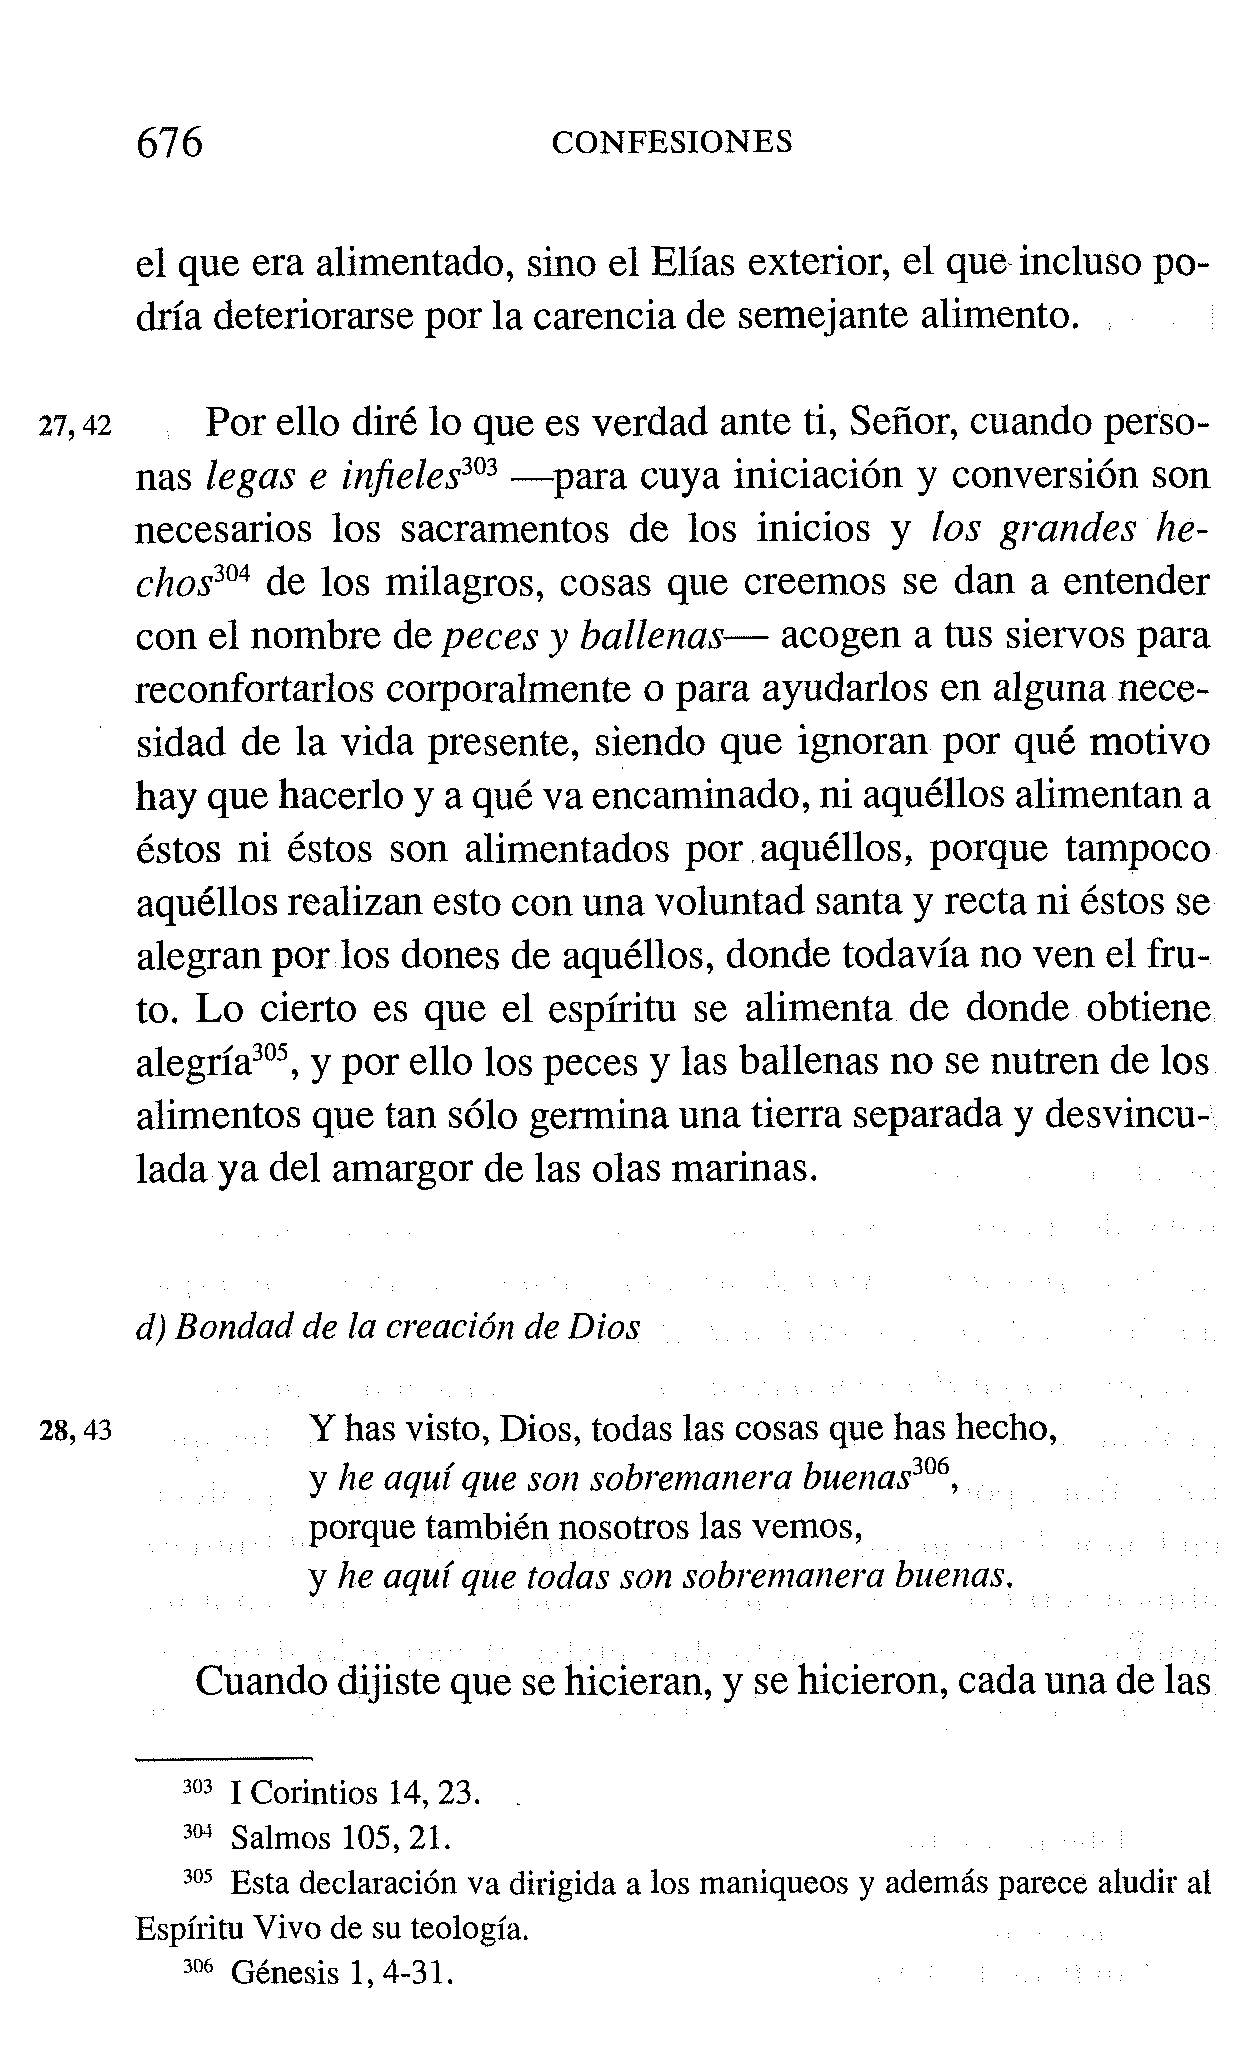 676 CONFESIONES
el que era alimentado, sino el Elías exterior, el que incluso po-
dría deteriorarse por la carencia de semejante alimento.
27, 42 Por ello diré lo que es verdad ante ti, Señor, cuando perso-
nas legas e infieles³⁰³ —para cuya iniciación y conversión son
necesarios los sacramentos de los inicios y los grandes he-
chos³⁰⁴ de los milagros, cosas que creemos se dan a entender
con el nombre de peces y ballenas— acogen a tus siervos para
reconfortarlos corporalmente o para ayudarlos en alguna nece-
sidad de la vida presente, siendo que ignoran por qué motivo
hay que hacerlo y a qué va encaminado, ni aquéllos alimentan a
éstos ni éstos son alimentados por aquéllos, porque tampoco
aquéllos realizan esto con una voluntad santa y recta ni éstos se
alegran por los dones de aquéllos, donde todavía no ven el fru-
to. Lo cierto es que el espíritu se alimenta de donde obtiene
alegría³⁰⁵, y por ello los peces y las ballenas no se nutren de los
alimentos que tan sólo germina una tierra separada y desvincu-
lada ya del amargor de las olas marinas.
d) Bondad de la creación de Dios
28, 43 Y has visto, Dios, todas las cosas que has hecho,
y he aquí que son sobremanera buenas³⁰⁶,
porque también nosotros las vemos,
y he aquí que todas son sobremanera buenas.
Cuando dijiste que se hicieran, y se hicieron, cada una de las
³⁰³ I Corintios 14, 23.
³⁰⁴ Salmos 105, 21.
³⁰⁵ Esta declaración va dirigida a los maniqueos y además parece aludir al
Espíritu Vivo de su teología.
³⁰⁶ Génesis 1, 4-31.